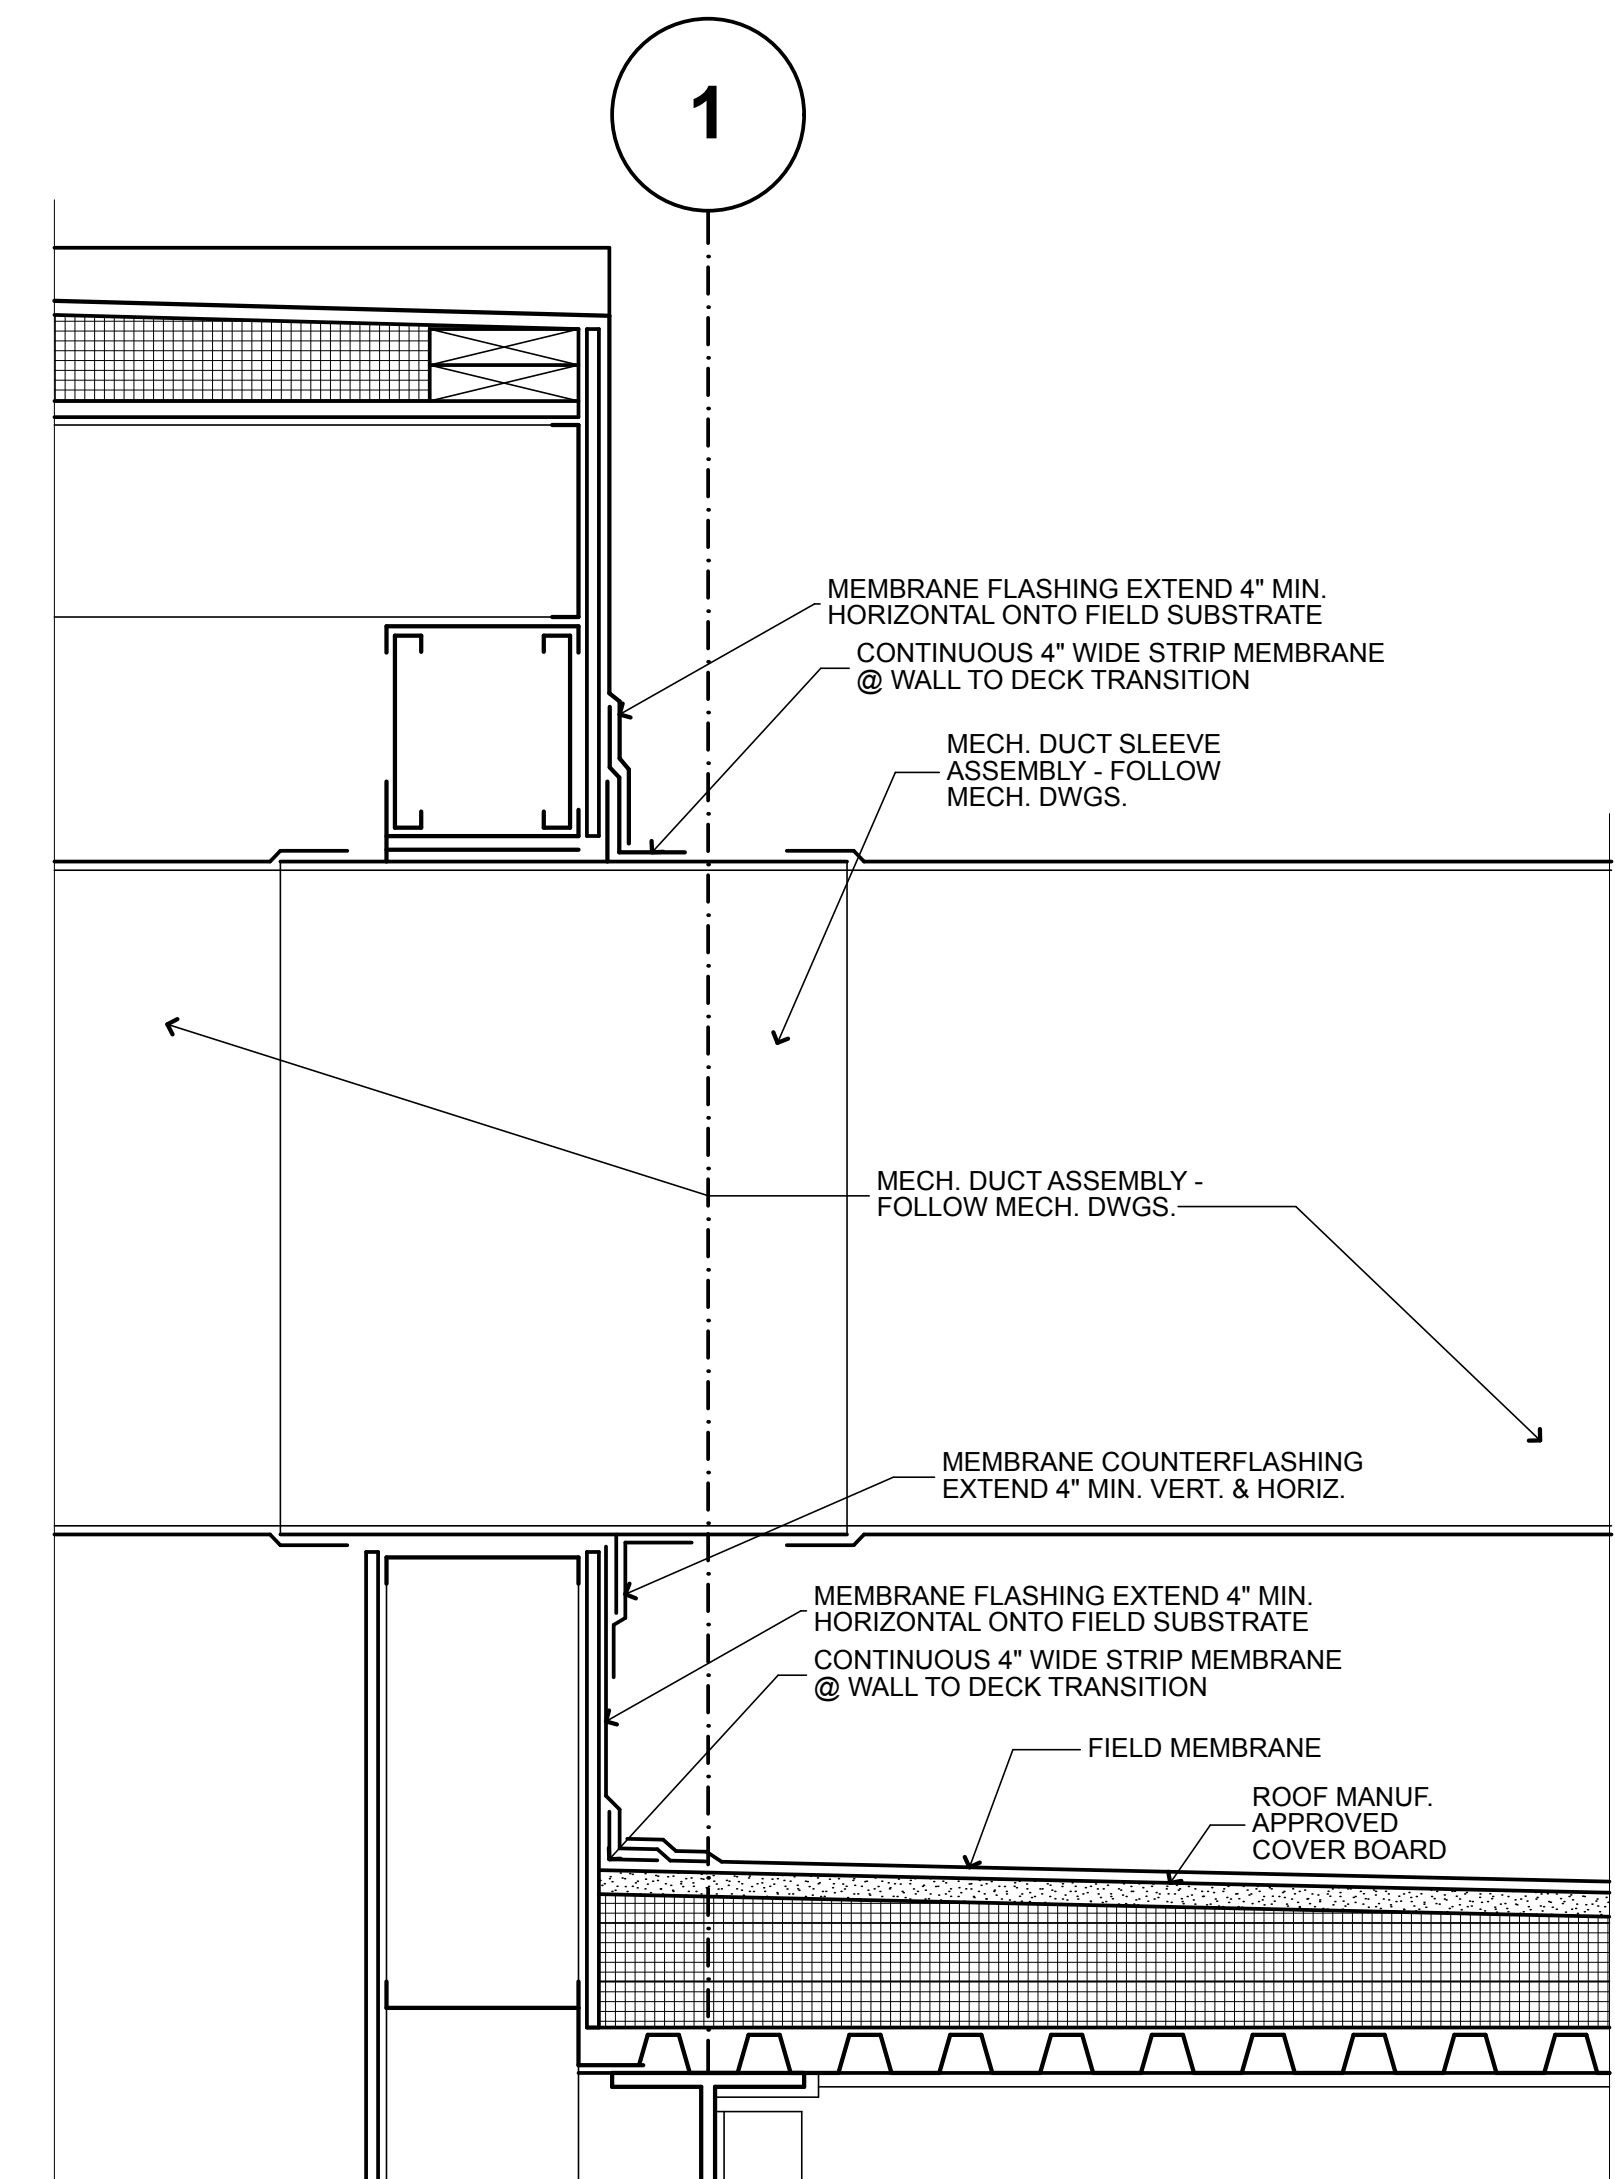 1
MEMBRANE FLASHING EXTEND 4" MIN.
HORIZONTAL ONTO FIELD SUBSTRATE
CONTINUOUS 4" WIDE STRIP MEMBRANE
@ WALL TO DECK TRANSITION
MECH. DUCT SLEEVE
ASSEMBLY - FOLLOW
MECH. DWGS.
MECH. DUCT ASSEMBLY -
FOLLOW MECH. DWGS.
MEMBRANE COUNTERFLASHING
EXTEND 4" MIN. VERT. & HORIZ.
MEMBRANE FLASHING EXTEND 4" MIN.
HORIZONTAL ONTO FIELD SUBSTRATE
CONTINUOUS 4" WIDE STRIP MEMBRANE
@ WALL TO DECK TRANSITION
FIELD MEMBRANE
ROOF MANUF.
APPROVED
COVER BOARD